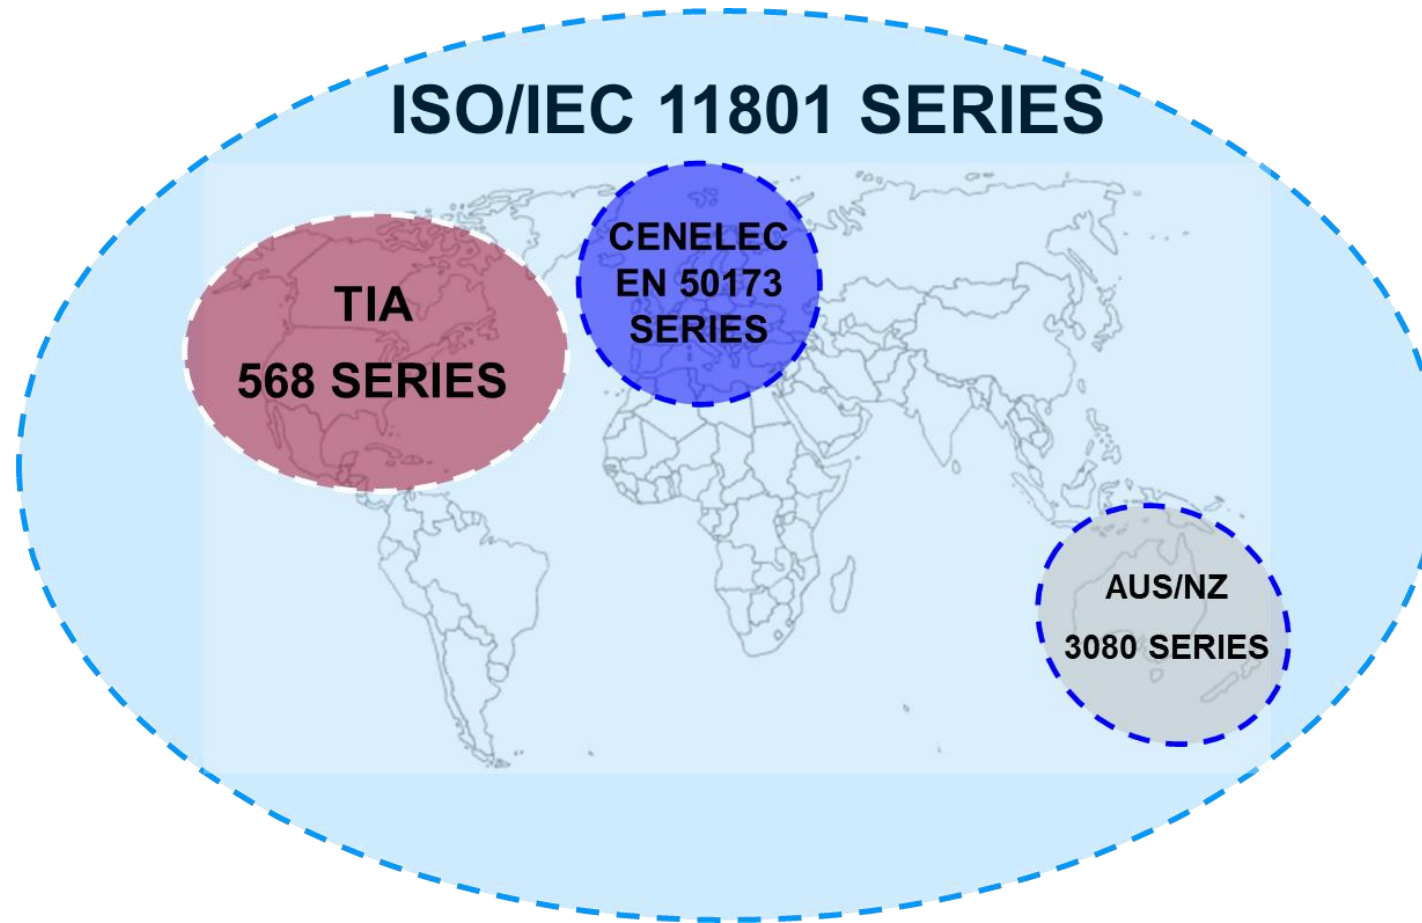 ISO/IEC 11801 SERIES
CENELEC
EN 50173
SERIES
TIA
568 SERIES
AUS/NZ
3080 SERIES